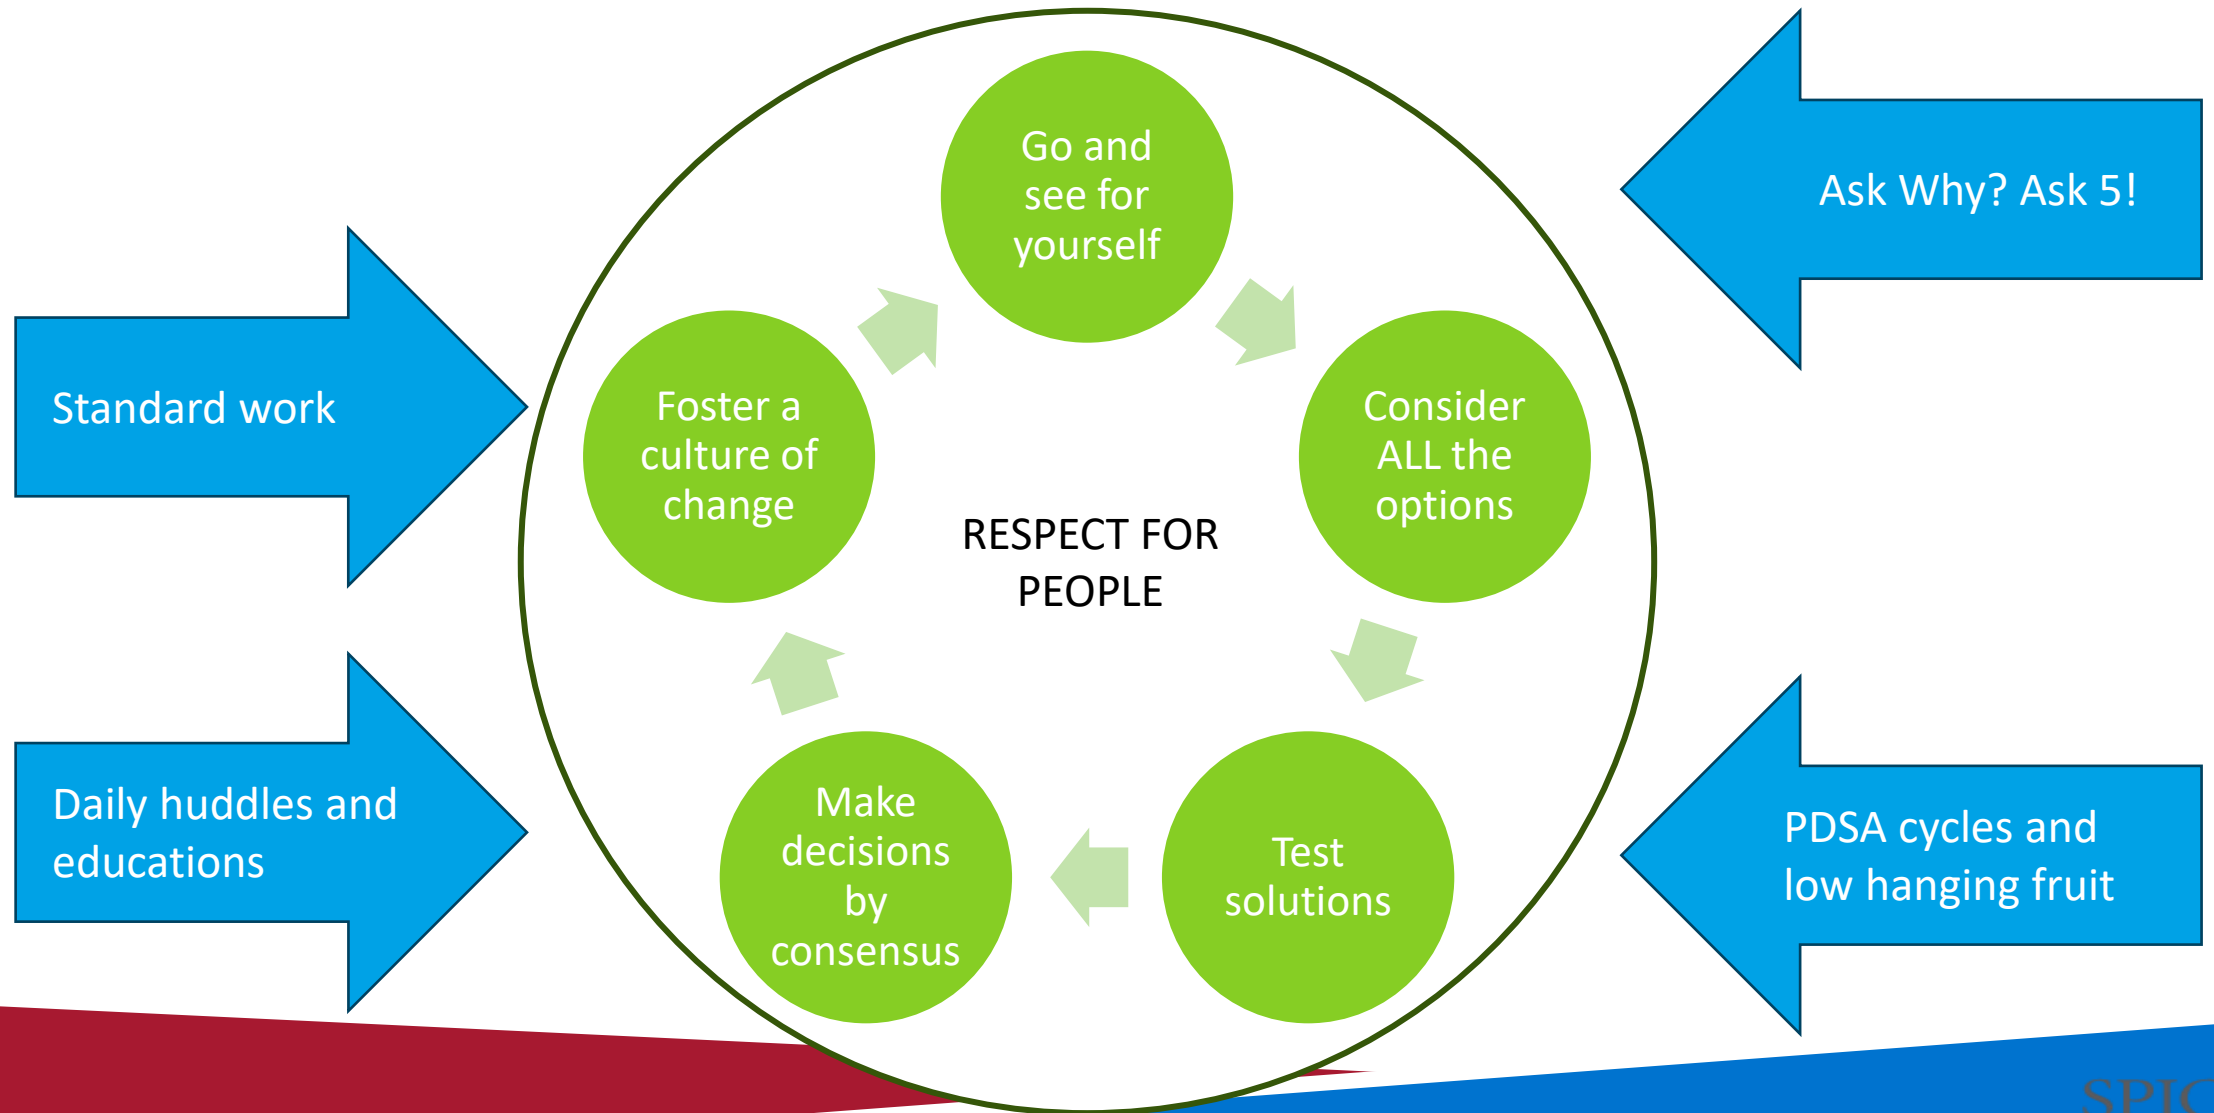 Go and
see for
yourself
Ask Why? Ask 5!
Standard work
Foster a
culture of
change
Consider
ALL the
options
RESPECT FOR
PEOPLE
Daily huddles and
educations
Make
decisions
by
consensus
Test
solutions
PDSA cycles and
low hanging fruit
SPIC